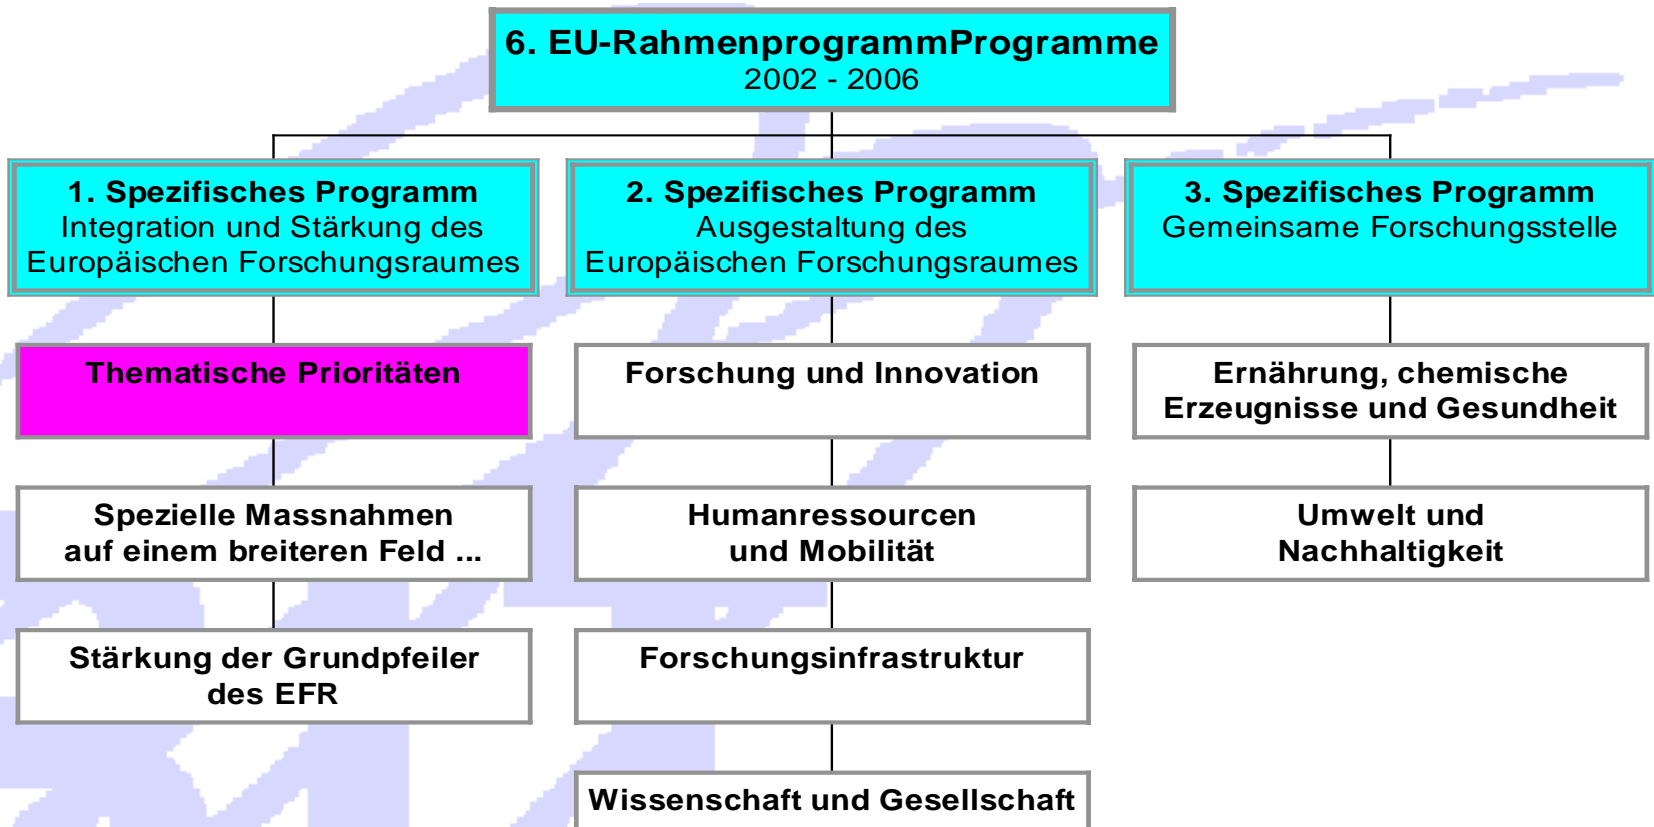 6. EU-RahmenprogrammProgramme
2002 - 2006
1. Spezifisches Programm
Integration und Stärkung des
Europäischen Forschungsraumes
2. Spezifisches Programm
Ausgestaltung des
Europäischen Forschungsraumes
3. Spezifisches Programm
Gemeinsame Forschungsstelle
Thematische Prioritäten
Forschung und Innovation
Ernährung, chemische
Erzeugnisse und Gesundheit
Spezielle Massnahmen
auf einem breiteren Feld ...
Humanressourcen
und Mobilität
Umwelt und
Nachhaltigkeit
Stärkung der Grundpfeiler
des EFR
Forschungsinfrastruktur
Wissenschaft und Gesellschaft